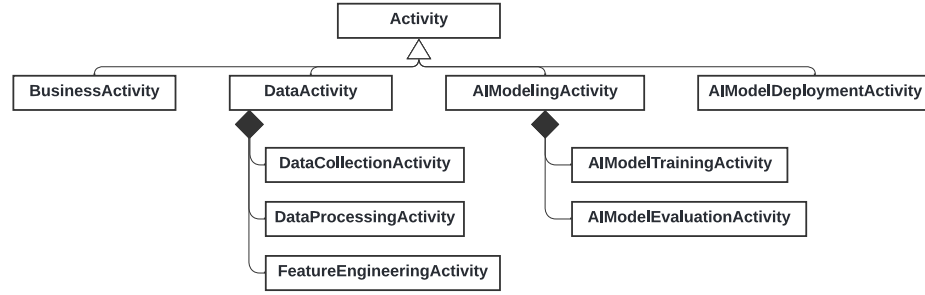 Activity
BusinessActivity
DataActivity
AIModelingActivity
AIModelDeploymentActivity
DataCollectionActivity
AIModelTrainingActivity
DataProcessingActivity
AIModelEvaluationActivity
FeatureEngineeringActivity